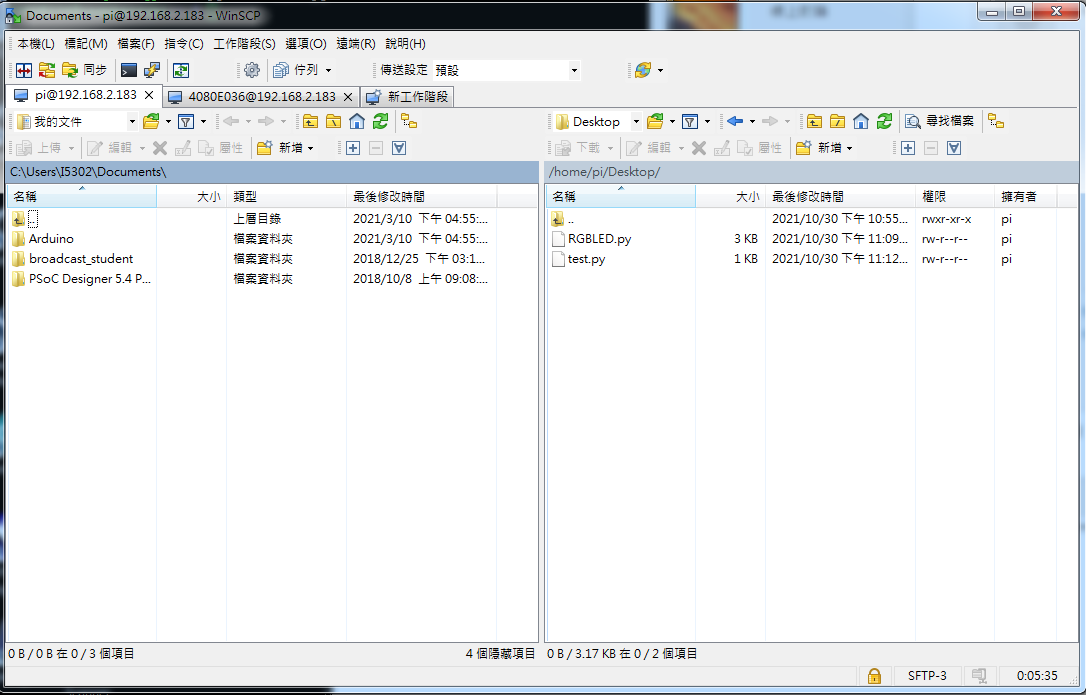 Documents - pi@192.168.2.183 - WinSCP
本機(L) 標記(M) 檔案(F) 指令(C) 工作階段(S) 選項(O) 遠端(R) 說明(H)
同步 佇列 傳送設定 預設
pi@192.168.2.183 4080E036@192.168.2.183 新工作階段
我的文件
Desktop 尋找檔案
上傳 編輯 屬性 新增
下載 編輯 屬性 新增
C:\Users\I5302\Documents\
/home/pi/Desktop/
名稱 大小 類型 最後修改時間
.. 上層目錄 2021/3/10 下午 04:55:...
Arduino 檔案資料夾 2021/3/10 下午 04:55:...
broadcast_student 檔案資料夾 2018/12/25 下午 03:1...
PSoC Designer 5.4 P... 檔案資料夾 2018/10/8 上午 09:08:...
名稱 大小 最後修改時間 權限 擁有者
.. 2021/10/30 下午 10:55... rwxr-xr-x pi
RGBLED.py 3 KB 2021/10/30 下午 11:09... rw-r--r-- pi
test.py 1 KB 2021/10/30 下午 11:12... rw-r--r-- pi
0 B / 0 B 在 0 / 3 個項目 4 個隱藏項目
0 B / 3.17 KB 在 0 / 2 個項目
SFTP-3 0:05:35